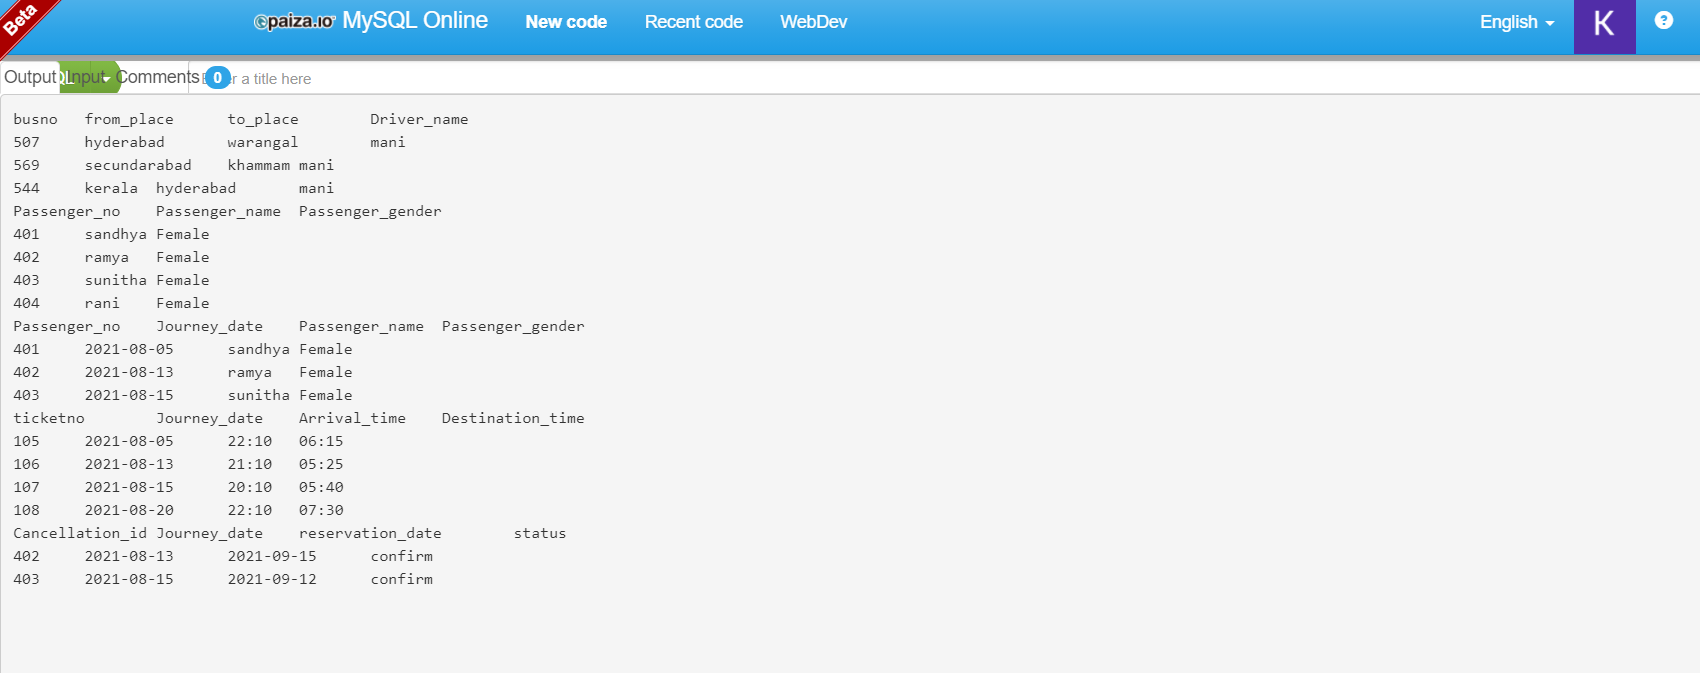 Beta
paiza.io MySQL Online New code Recent code WebDev English K ?
Output Input Comments 0 a title here
busno from_place to_place Driver_name
507 hyderabad warangal mani
569 secundarabad khammam mani
544 kerala hyderabad mani
Passenger_no Passenger_name Passenger_gender
401 sandhya Female
402 ramya Female
403 sunitha Female
404 rani Female
Passenger_no Journey_date Passenger_name Passenger_gender
401 2021-08-05 sandhya Female
402 2021-08-13 ramya Female
403 2021-08-15 sunitha Female
ticketno Journey_date Arrival_time Destination_time
105 2021-08-05 22:10 06:15
106 2021-08-13 21:10 05:25
107 2021-08-15 20:10 05:40
108 2021-08-20 22:10 07:30
Cancellation_id Journey_date reservation_date status
402 2021-08-13 2021-09-15 confirm
403 2021-08-15 2021-09-12 confirm